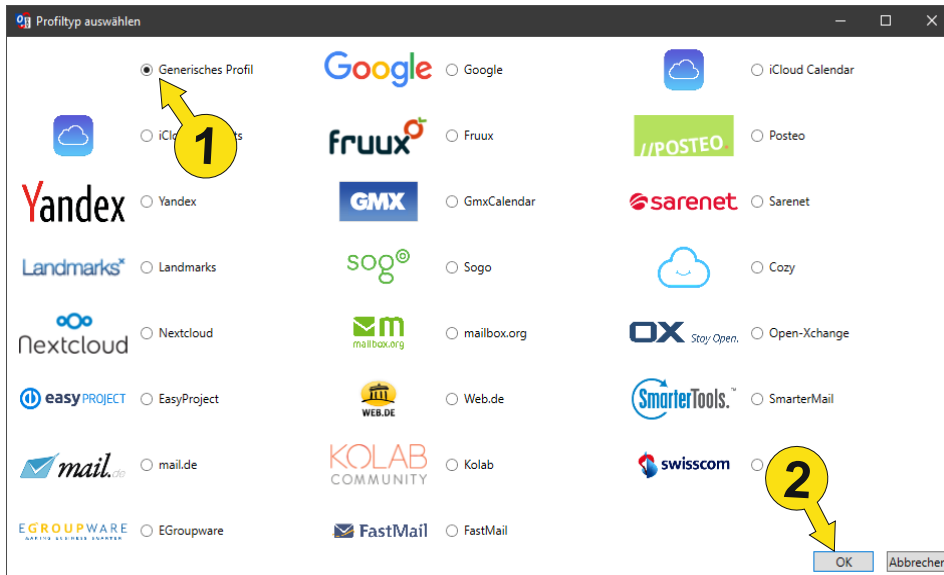 Profiltyp auswählen
Generisches Profil
Google
Google
iCloud Calendar
1
iClo
ts
fruux
Fruux
//POSTEO.
Posteo
Yandex
Yandex
GMX
GmxCalendar
sarenet
Sarenet
Landmarks
Landmarks
sogo
Sogo
Cozy
Nextcloud
Nextcloud
mailbox.org
mailbox.org
OX Stay Open.
Open-Xchange
easy PROJECT
EasyProject
WEB.DE
Web.de
SmarterTools.™
SmarterMail
mail.de
mail.de
KOLAB
COMMUNITY
Kolab
swisscom
2
EGROUPWARE
EGroupware
FastMail
FastMail
OK
Abbrechen